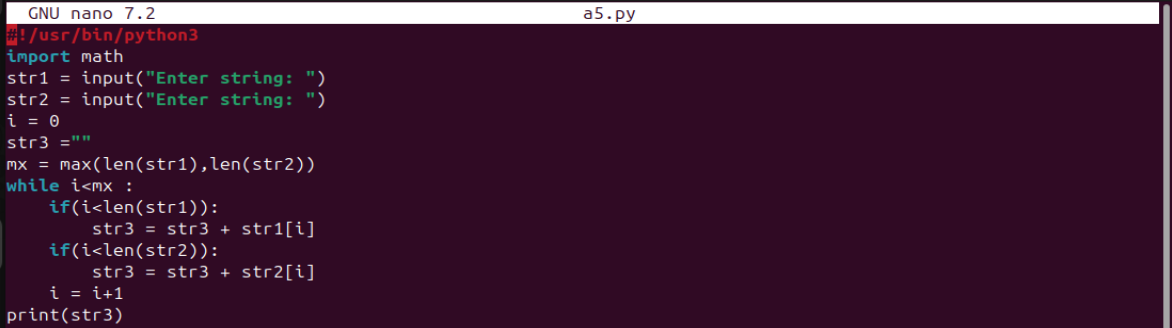 GNU nano 7.2 a5.py
#!/usr/bin/python3
import math
str1 = input("Enter string: ")
str2 = input("Enter string: ")
i = 0
str3 =""
mx = max(len(str1),len(str2))
while i<mx :
    if(i<len(str1)):
        str3 = str3 + str1[i]
    if(i<len(str2)):
        str3 = str3 + str2[i]
    i = i+1
print(str3)